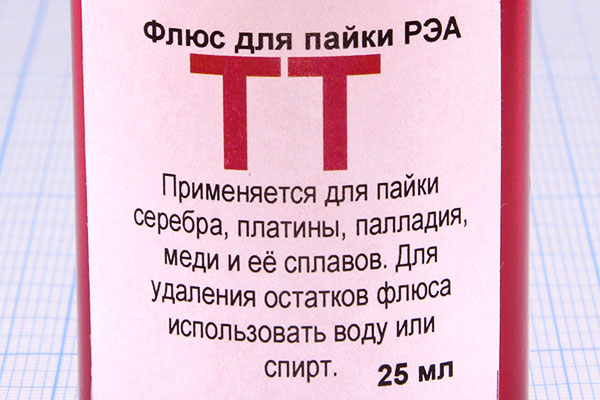 Флюс для пайки РЭА
ТТ
Применяется для пайки
серебра, платины, палладия,
меди и её сплавов. Для
удаления остатков флюса
использовать воду или
спирт.
25 мл